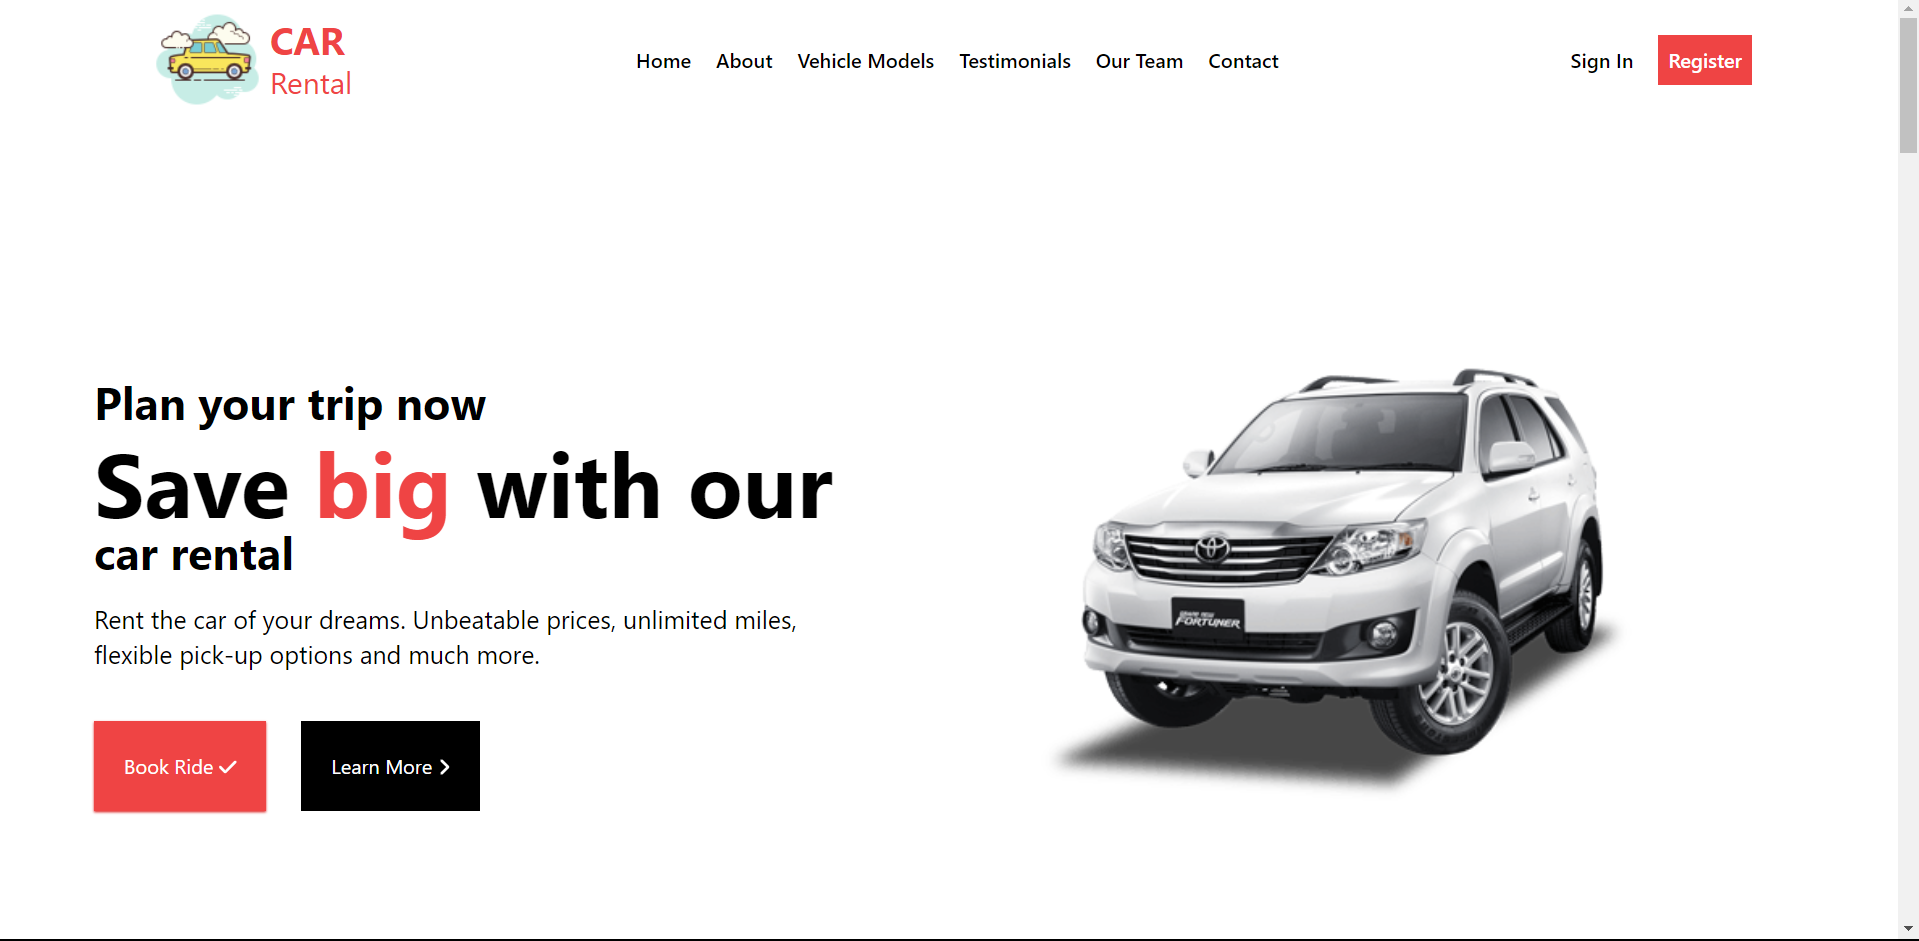 CAR
Rental
Home About Vehicle Models Testimonials Our Team Contact
Sign In Register
Plan your trip now
Save big with our
car rental
Rent the car of your dreams. Unbeatable prices, unlimited miles,
flexible pick-up options and much more.
Book Ride
Learn More
GRAND NEW
FORTUNER